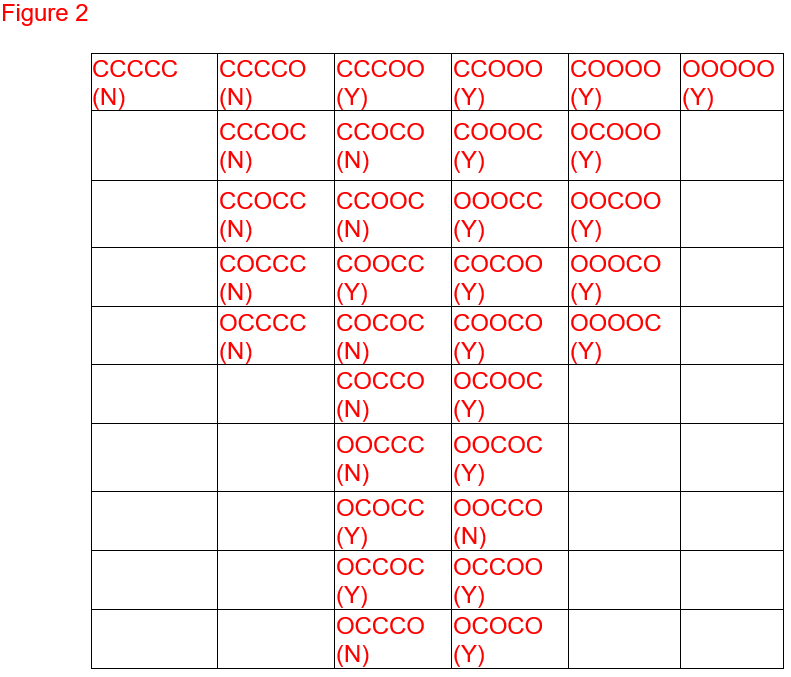 Figure 2
CCCCC CCCCO CCCOO CCOOO COOOO OOOOO
(N) (N) (Y) (Y) (Y) (Y)
CCCOC CCOCO COOOC OCOOO
(N) (N) (Y) (Y)
CCOCC CCOOC OOOCC OOCOO
(N) (N) (Y) (Y)
COCCC COOCC COCOO OOOCO
(N) (Y) (Y) (Y)
OCCCC COCOC COOCO OOOOC
(N) (N) (Y) (Y)
COCCO OCOOC
(N) (Y)
OOCCC OOCOC
(N) (Y)
OCOCC OOCCO
(Y) (N)
OCCOC OCCOO
(Y) (Y)
OCCCO OCOCO
(N) (Y)